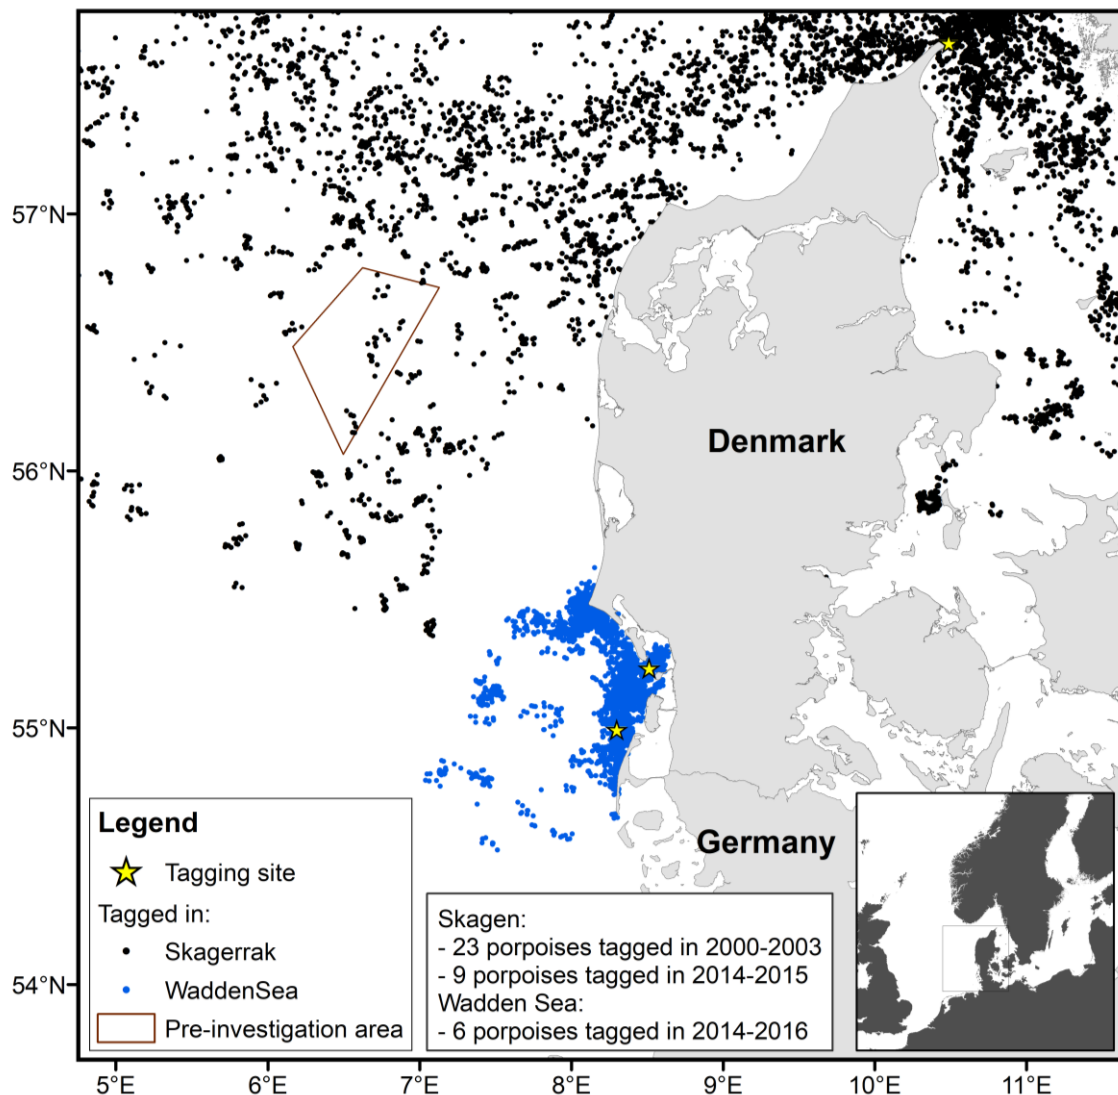 57°N
56°N
55°N
54°N
Denmark
Germany
Legend
Tagging site
Tagged in:
Skagerrak
WaddenSea
Pre-investigation area
Skagen:
- 23 porpoises tagged in 2000-2003
- 9 porpoises tagged in 2014-2015
Wadden Sea:
- 6 porpoises tagged in 2014-2016
5°E 6°E 7°E 8°E 9°E 10°E 11°E